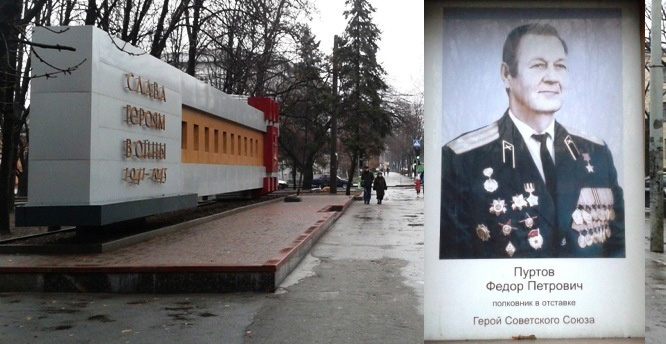 СЛАВА
ГЕРОЯМ
ВОЙНЫ
1941-1945
Пуртов
Федор Петрович
полковник в отставке
Герой Советского Союза